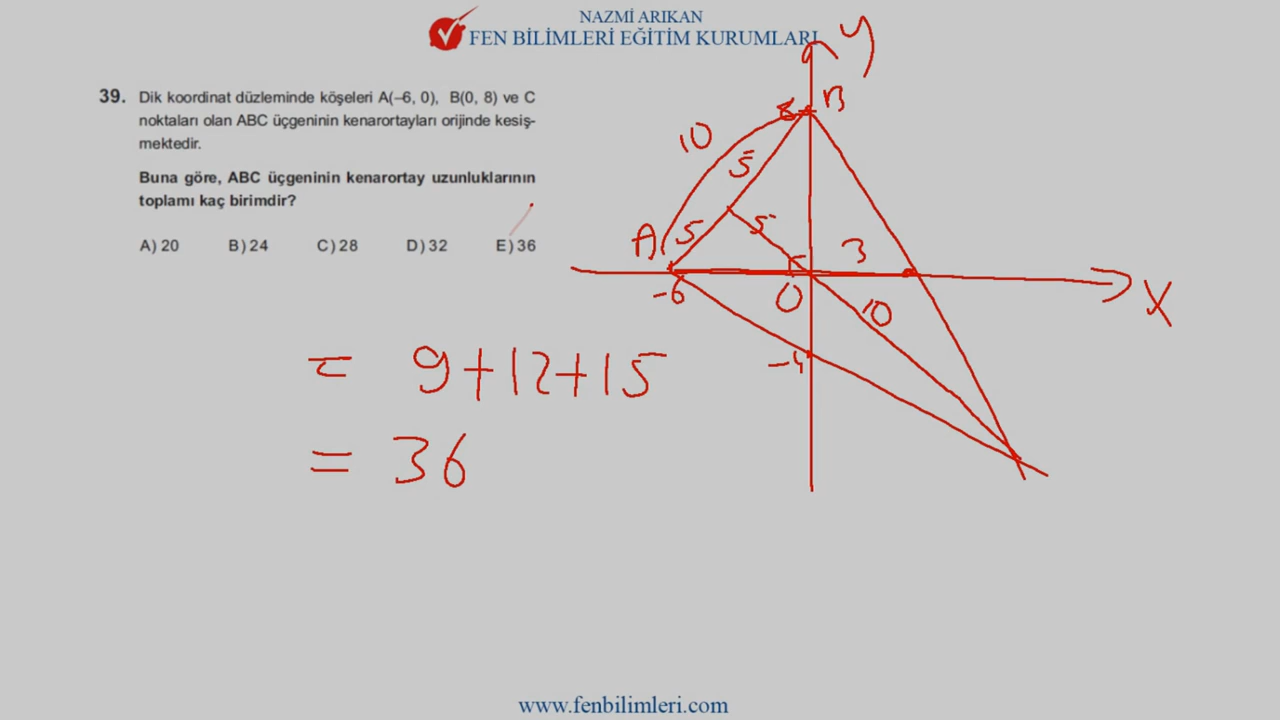 NAZMİ ARIKAN
FEN BİLİMLERİ EĞİTİM KURUMLARI
39. Dik koordinat düzleminde köşeleri A(–6, 0), B(0, 8) ve C
noktaları olan ABC üçgeninin kenarortayları orijinde kesiş-
mektedir.
Buna göre, ABC üçgeninin kenarortay uzunluklarının
toplamı kaç birimdir?
A) 20 B) 24 C) 28 D) 32 E) 36
y
8 B
10
5
A 5 5
3
-6 0 x
10
-4
= 9+12+15
= 36
www.fenbilimleri.com